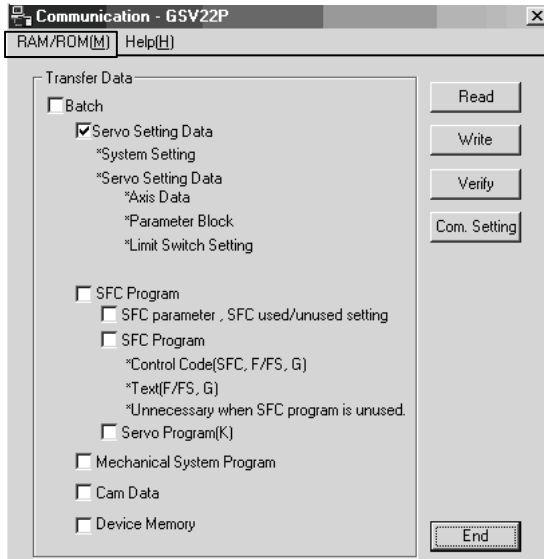 Communication - GSV22P
RAM/ROM(M) Help(H)
Transfer Data
Batch
Servo Setting Data
*System Setting
*Servo Setting Data
*Axis Data
*Parameter Block
*Limit Switch Setting
SFC Program
SFC parameter , SFC used/unused setting
SFC Program
*Control Code(SFC, F/FS, G)
*Text(F/FS, G)
*Unnecessary when SFC program is unused.
Servo Program(K)
Mechanical System Program
Cam Data
Device Memory
Read
Write
Verify
Com. Setting
End